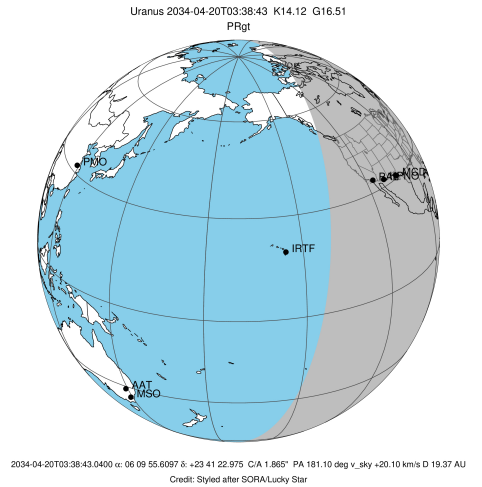 Uranus 2034-04-20T03:38:43 K14.12 G16.51
PRgt
PMO
IRTF
AAT
MSO
2034-04-20T03:38:43.0400 α: 06 09 55.6097 δ: +23 41 22.975 C/A 1.865" PA 181.10 deg v_sky +20.10 km/s D 19.37 AU
Credit: Styled after SORA/Lucky Star